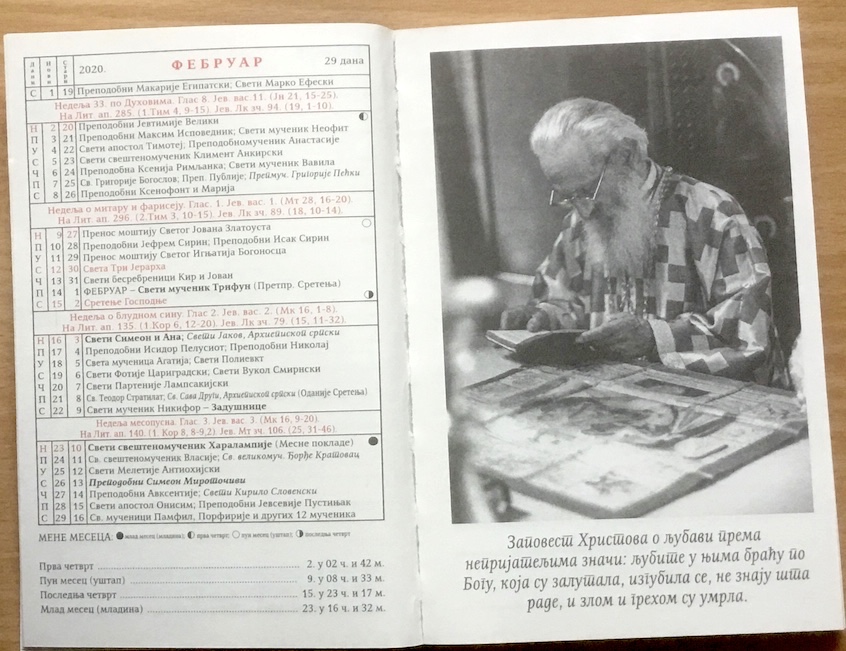 Дани Нови Стари 2020. ФЕБРУАР 29 дана
С 1 19 Преподобни Макарије Египатски; Свети Марко Ефески
Недеља 33. по Духовима. Глас 8. Јев. вас. 11. (Јн 21, 15-25).
На Лит. ап. 285. (1.Тим 4, 9-15). Јев. Лк зч. 94. (19, 1-10).
Н 2 20 Преподобни Јевтимије Велики
П 3 21 Преподобни Максим Исповедник; Свети мученик Неофит
У 4 22 Свети апостол Тимотеј; Преподобномученик Анастасије
С 5 23 Свети свештеномученик Климент Анкирски
Ч 6 24 Преподобна Ксенија Римљанка; Свети мученик Вавила
П 7 25 Св. Григорије Богослов; Преп. Публије; Преймуч. Григорије Пећки
С 8 26 Преподобни Ксенофонт и Марија
Недеља о митару и фарисеју. Глас. 1. Јев. вас. 1. (Мт 28, 16-20).
На Лит. ап. 296. (2.Тим 3, 10-15). Јев. Лк зч. 89. (18, 10-14).
Н 9 27 Пренос моштију Светог Јована Златоуста
П 10 28 Преподобни Јефрем Сирин; Преподобни Исак Сирин
У 11 29 Пренос моштију Светог Игњатија Богоносца
С 12 30 Света Три Јерарха
Ч 13 31 Свети бесребреници Кир и Јован
П 14 1 ФЕБРУАР – Свети мученик Трифун (Претпр. Сретења)
С 15 2 Сретење Господње
Недеља о блудном сину. Глас 2. Јев. вас. 2. (Мк 16, 1-8).
На Лит. ап. 135. (1.Кор 6, 12-20). Јев. Лк зч. 79. (15, 11-32).
Н 16 3 Свети Симеон и Ана; Свети Јаков, Архиепископ српски
П 17 4 Преподобни Исидор Пелусиот; Преподобни Николај
У 18 5 Света мученица Агатија; Свети Полиевкт
С 19 6 Свети Фотије Цариградски; Свети Вукол Смирнски
Ч 20 7 Свети Партеније Лампсакијски
П 21 8 Св. Теодор Стратилат; Св. Сава Други, Архиепископ српски (Оданије Сретења)
С 22 9 Свети мученик Никифор – Задушнице
Недеља месопусна. Глас. 3. Јев. вас. 3. (Мк 16, 9-20).
На Лит. ап. 140. (1. Кор 8, 8-9,2). Јев. Мт зч. 106. (25, 31-46).
Н 23 10 Свети свештеномученик Харалампије (Месне покладе)
П 24 11 Св. свештеномученик Власије; Св. великомуч. Ђорђе Кратовац
У 25 12 Свети Мелетије Антиохијски
С 26 13 Преподобни Симеон Мироточиви
Ч 27 14 Преподобни Авксентије; Свети Кирило Словенски
П 28 15 Свети апостол Онисим; Преподобни Јевсевије Пустињак
С 29 16 Св. мученици Памфил, Порфирије и других 12 мученика
МЕНЕ МЕСЕЦА: млад месец (младина); прва четврт; пун месец (уштап); последња четврт
Прва четврт 2. у 02 ч. и 42 м.
Пун месец (уштап) 9. у 08 ч. и 33 м.
Последња четврт 15. у 23 ч. и 17 м.
Млад месец (младина) 23. у 16 ч. и 32 м.
Заповест Христова о љубави према
непријатељима значи: љубите у њима браћу по
Богу, која су залутала, изгубила се, не знају шта
раде, и злом и грехом су умрла.